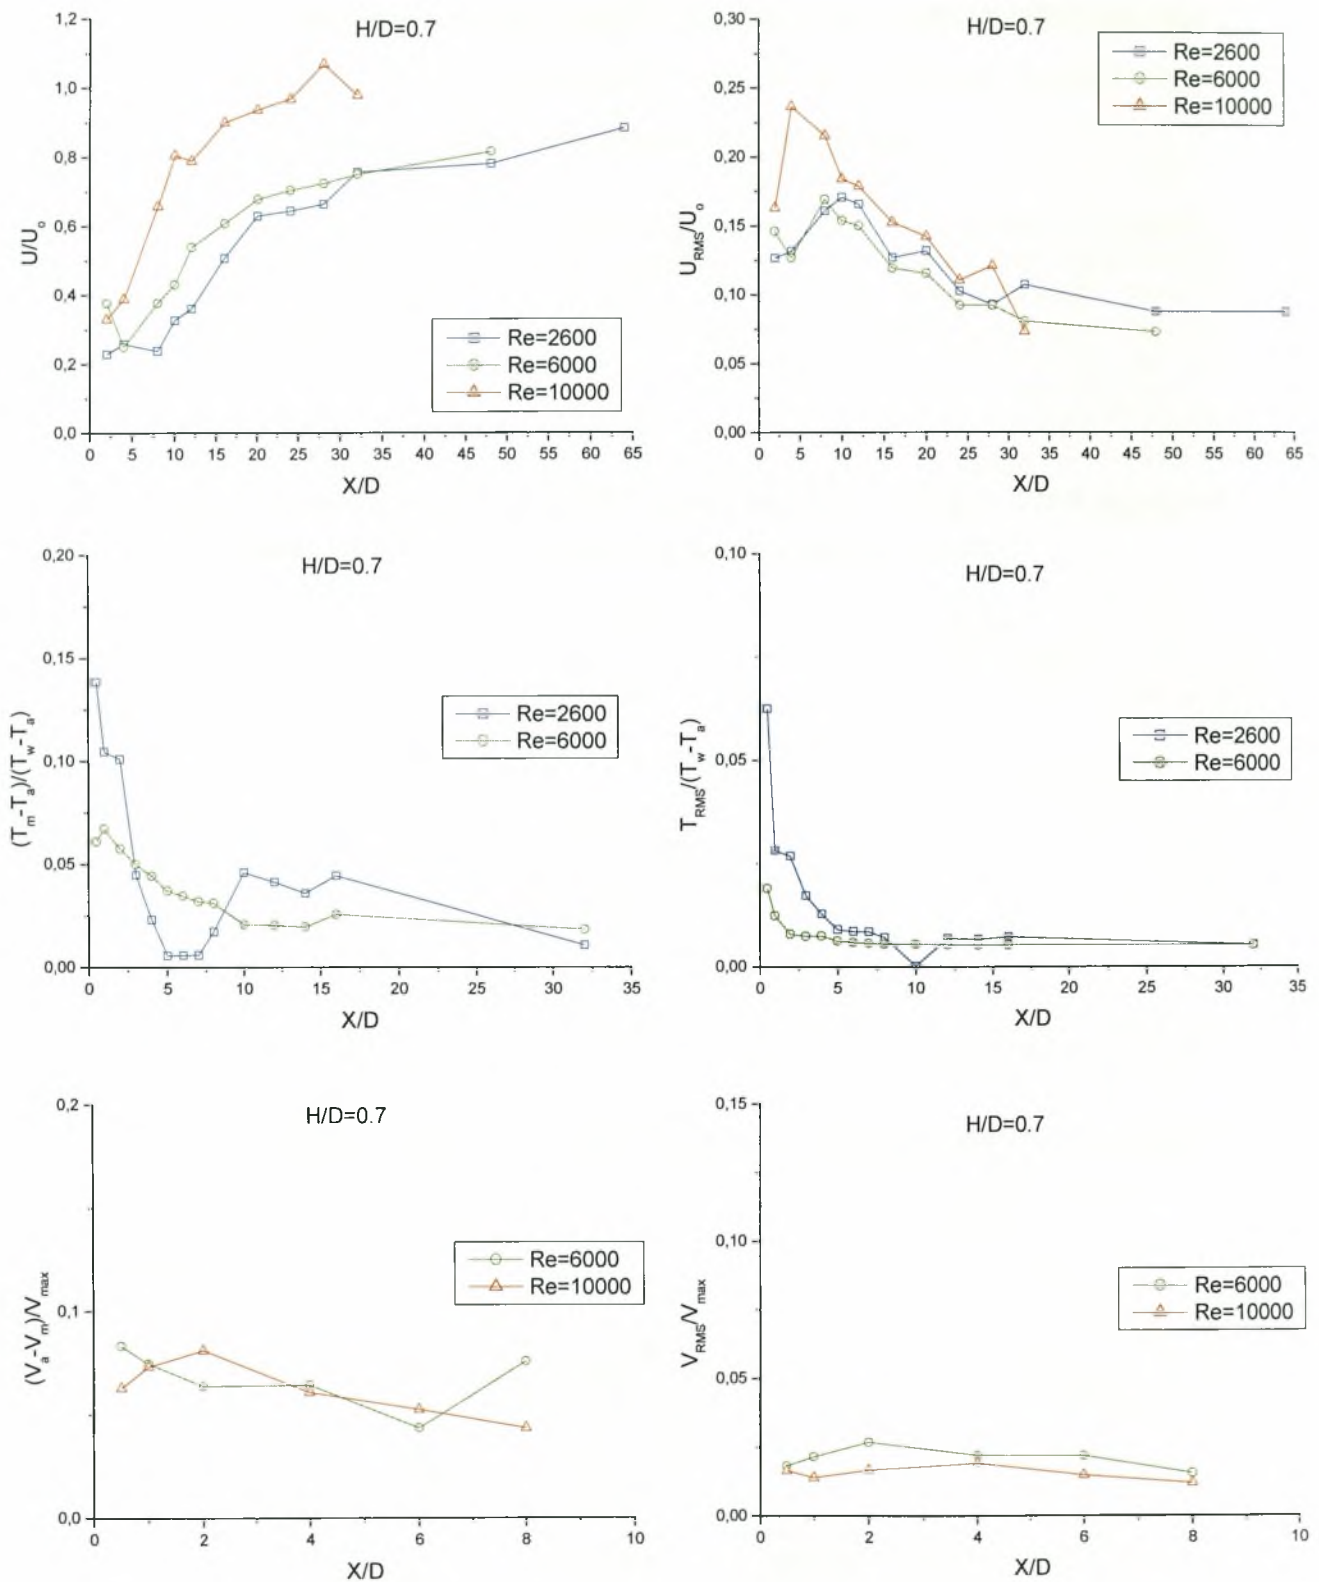 H/D=0.7
1,2
1,0
0,8
0,6
0,4
0,2
0,0
U/U_o
Re=2600
Re=6000
Re=10000
0 5 10 15 20 25 30 35 40 45 50 55 60 65
X/D
H/D=0.7
0,30
0,25
0,20
0,15
0,10
0,05
0,00
U_RMS/U_o
Re=2600
Re=6000
Re=10000
0 5 10 15 20 25 30 35 40 45 50 55 60 65
X/D
H/D=0.7
0,20
0,15
0,10
0,05
0,00
(T_m-T_a)/(T_w-T_a)
Re=2600
Re=6000
0 5 10 15 20 25 30 35
X/D
H/D=0.7
0,10
0,05
0,00
T_RMS/(T_w-T_a)
Re=2600
Re=6000
0 5 10 15 20 25 30 35
X/D
H/D=0.7
0,2
0,1
0,0
(V_a-V_m)/V_max
Re=6000
Re=10000
0 2 4 6 8 10
X/D
H/D=0.7
0,15
0,10
0,05
0,00
V_RMS/V_max
Re=6000
Re=10000
0 2 4 6 8 10
X/D